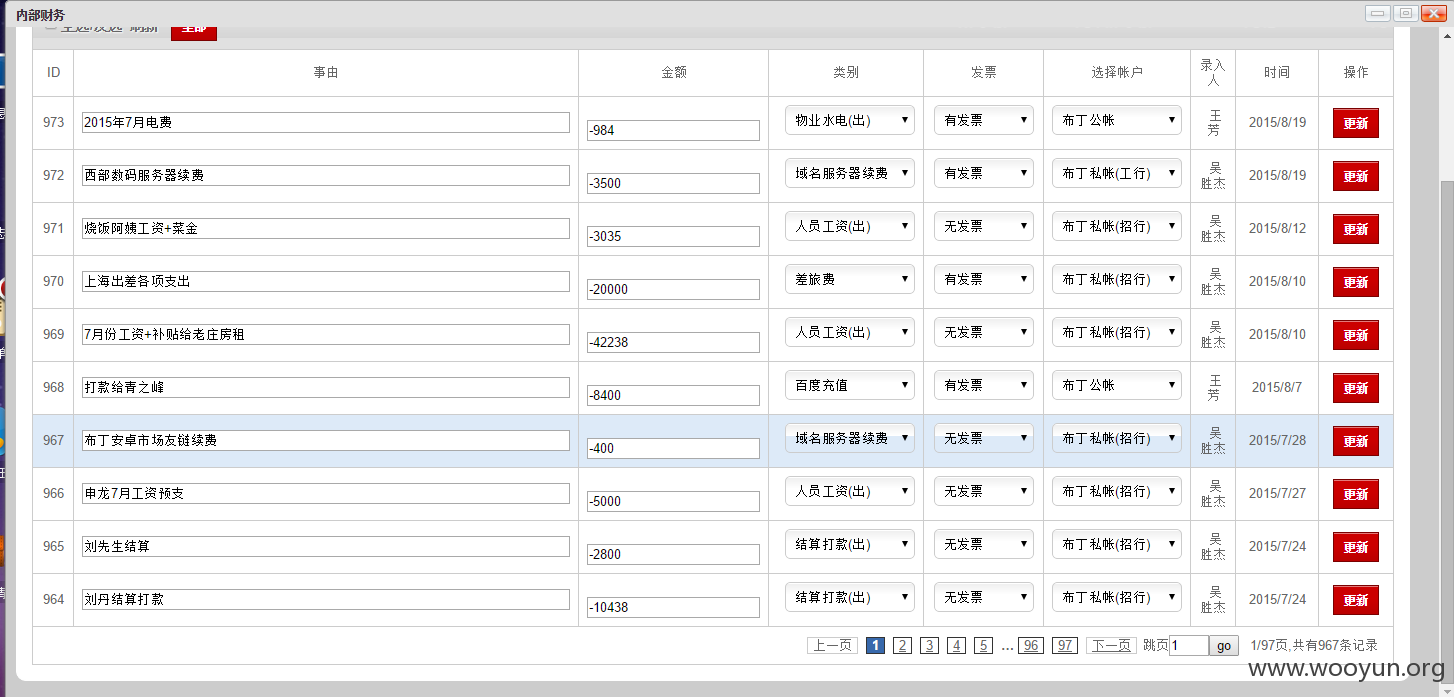 内部财务
全选/反选 刷新 全部
ID 事由 金额 类别 发票 选择帐户 录入人 时间 操作
973 2015年7月电费 -984 物业水电(出) 有发票 布丁公帐 王芳 2015/8/19 更新
972 西部数码服务器续费 -3500 域名服务器续费 有发票 布丁私帐(工行) 吴胜杰 2015/8/19 更新
971 烧饭阿姨工资+菜金 -3035 人员工资(出) 无发票 布丁私帐(招行) 吴胜杰 2015/8/12 更新
970 上海出差各项支出 -20000 差旅费 有发票 布丁私帐(招行) 吴胜杰 2015/8/10 更新
969 7月份工资+补贴给老庄房租 -42238 人员工资(出) 无发票 布丁私帐(招行) 吴胜杰 2015/8/10 更新
968 打款给青之峰 -8400 百度充值 有发票 布丁公帐 王芳 2015/8/7 更新
967 布丁安卓市场友链续费 -400 域名服务器续费 无发票 布丁私帐(招行) 吴胜杰 2015/7/28 更新
966 申龙7月工资预支 -5000 人员工资(出) 无发票 布丁私帐(招行) 吴胜杰 2015/7/27 更新
965 刘先生结算 -2800 结算打款(出) 无发票 布丁私帐(招行) 吴胜杰 2015/7/24 更新
964 刘丹结算打款 -10438 结算打款(出) 无发票 布丁私帐(招行) 吴胜杰 2015/7/24 更新
上一页 1 2 3 4 5 ... 96 97 下一页 跳页 1 go 1/97页,共有967条记录
www.wooyun.org